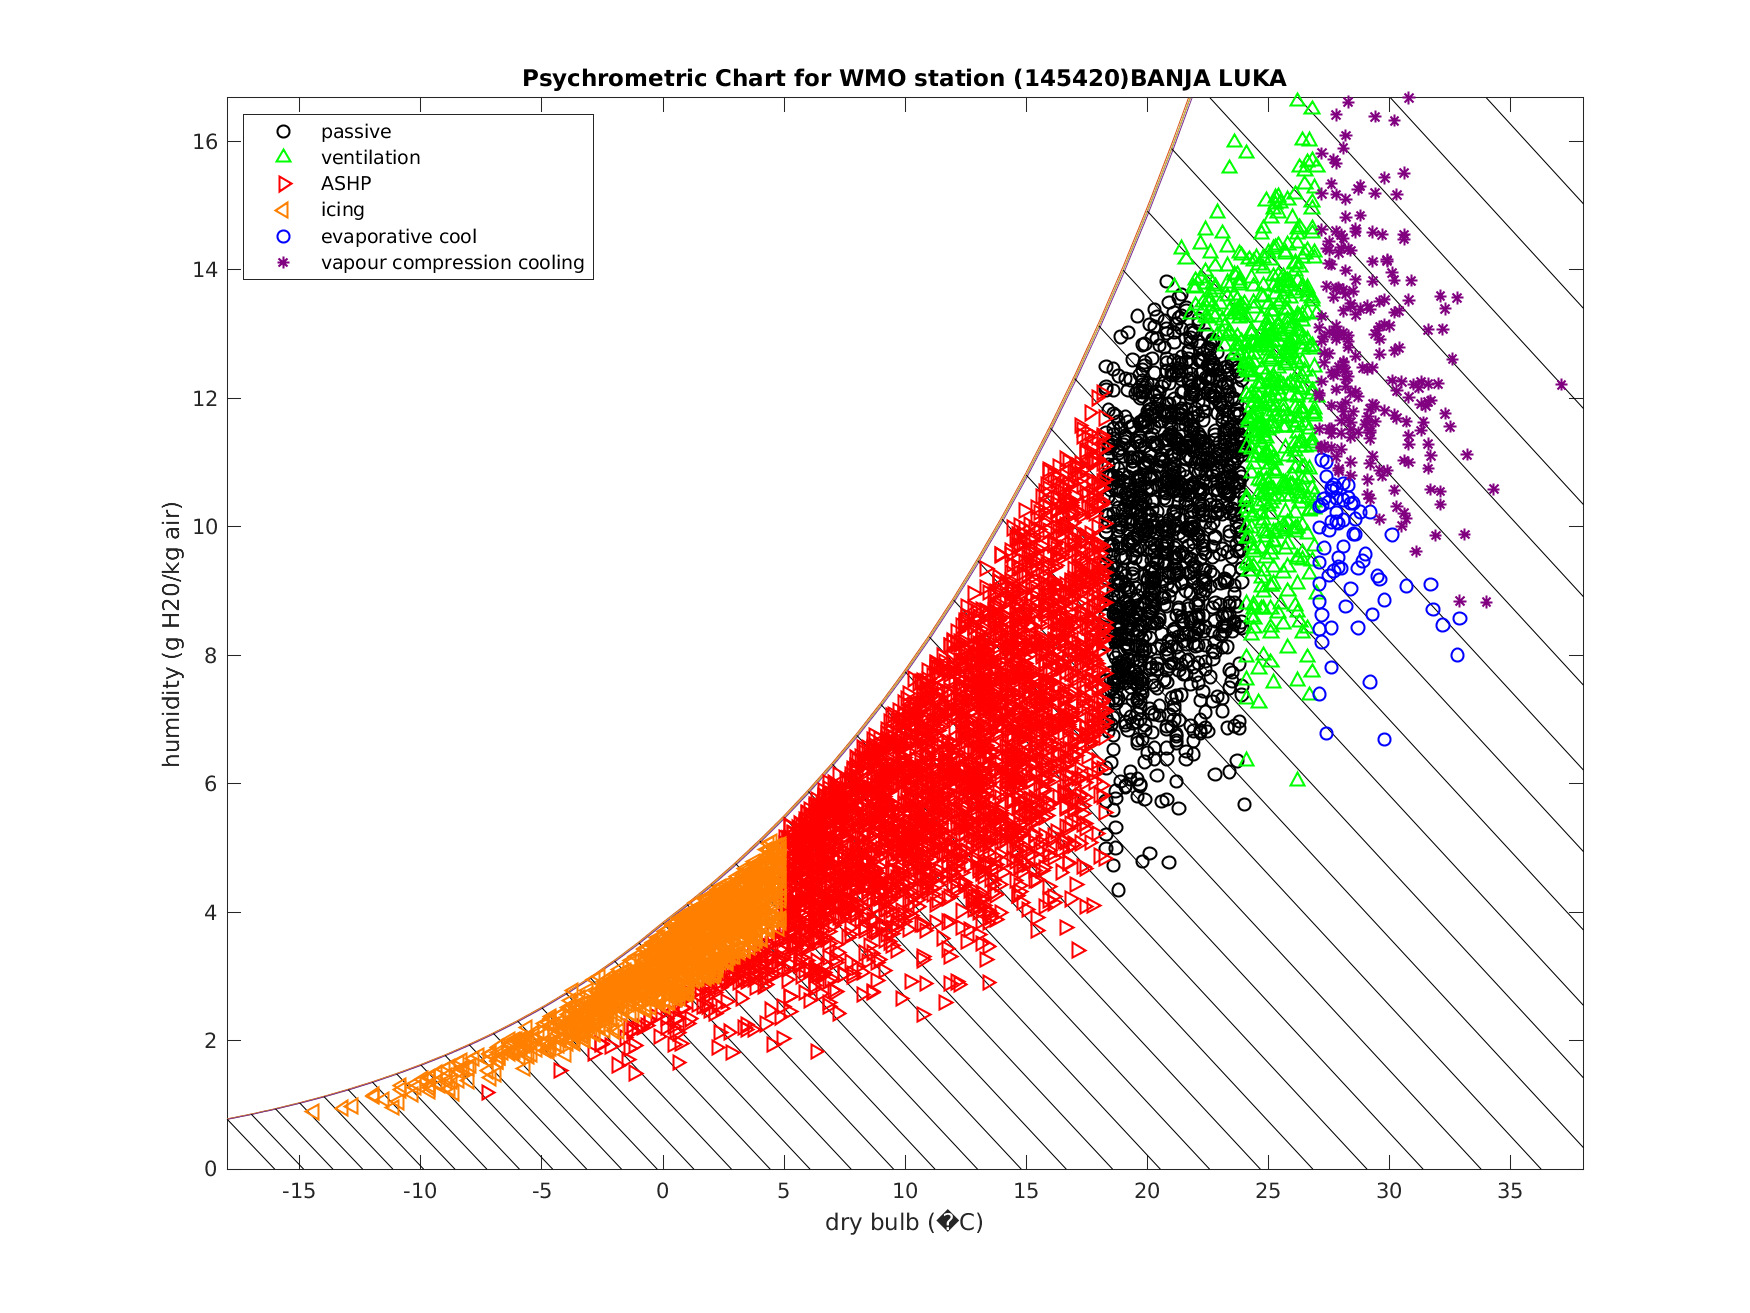 Psychrometric Chart for WMO station (145420)BANJA LUKA
passive
ventilation
ASHP
icing
evaporative cool
vapour compression cooling
humidity (g H20/kg air)
16
14
12
10
8
6
4
2
0
-15 -10 -5 0 5 10 15 20 25 30 35
dry bulb (�C)